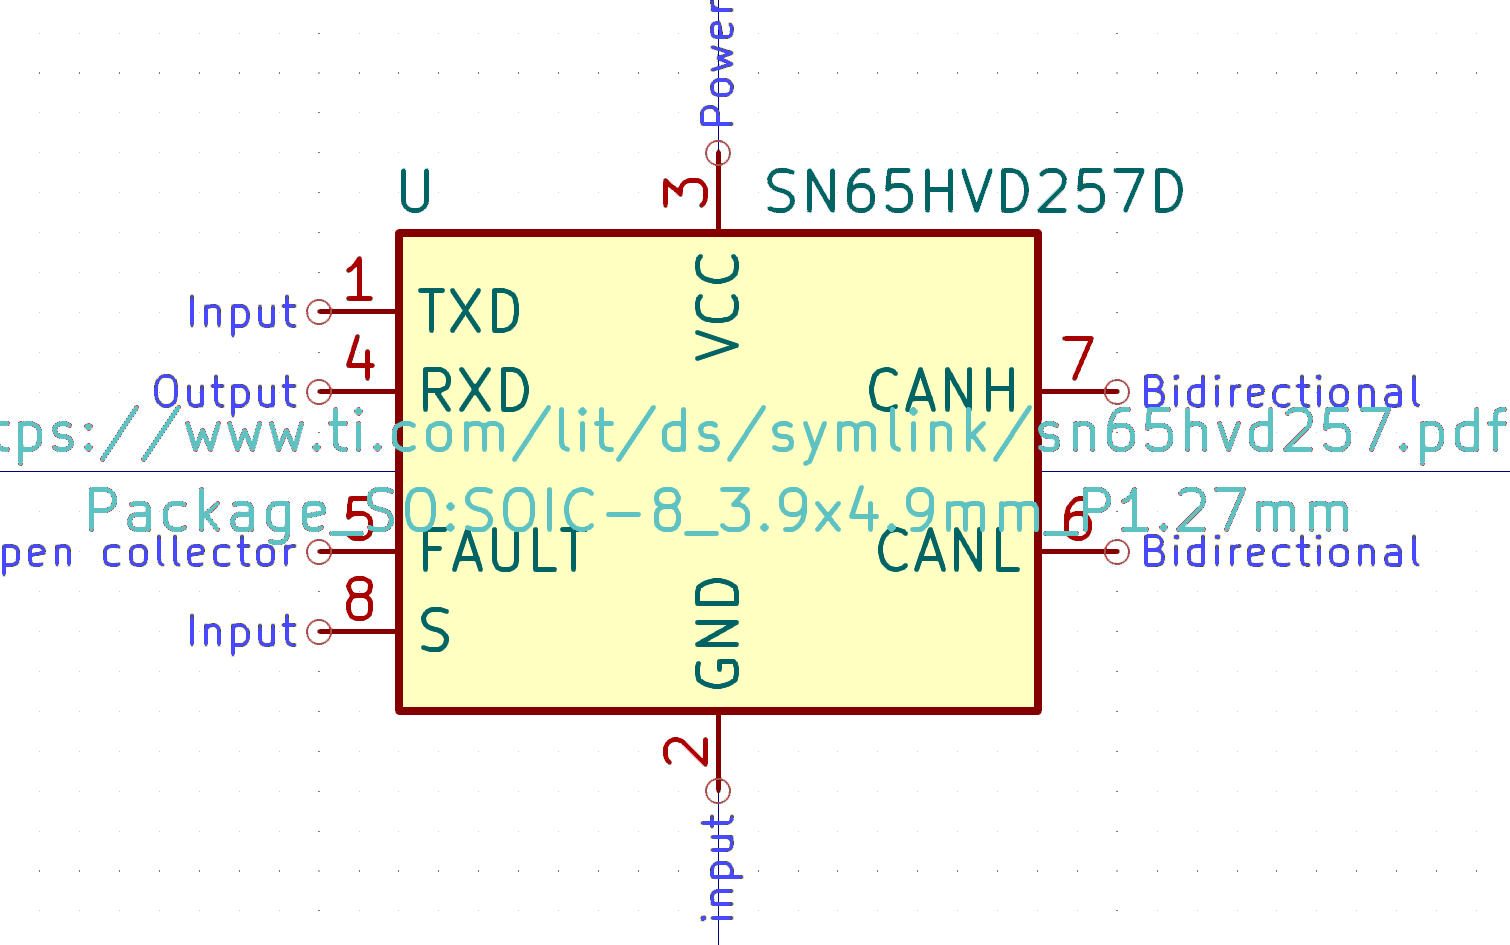 Power
U
3
SN65HVD257D
1
VCC
Input
TXD
4
7
Output
RXD
CANH
Bidirectional
tps://www.ti.com/lit/ds/symlink/sn65hvd257.pdf
Package_SO:SOIC-8_3.9x4.9mm_P1.27mm
5
6
pen collector
FAULT
CANL
Bidirectional
8
GND
Input
S
2
input